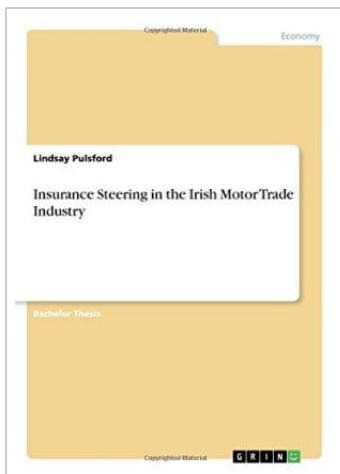 Copyrighted Material
Economy
Lindsay Pulsford
Insurance Steering in the Irish Motor Trade
Industry
Bachelor Thesis
Copyrighted Material
GRIN